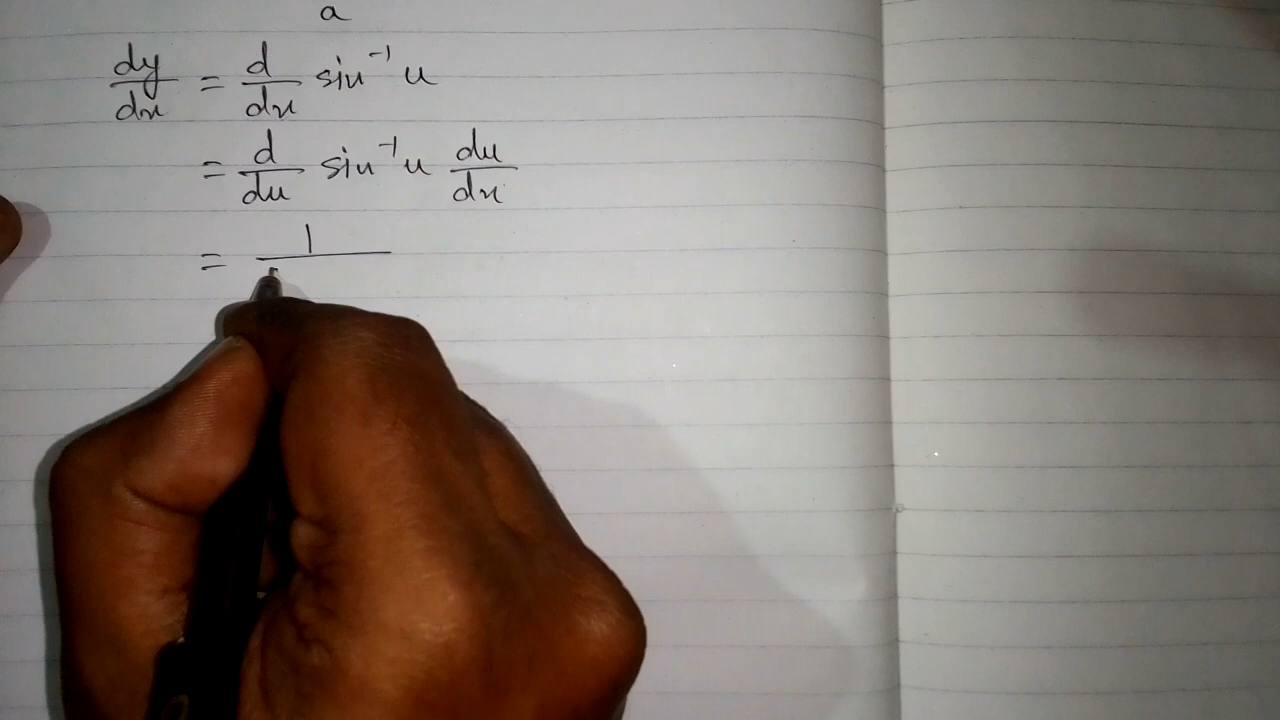 a
dy/dx = d/dx sin⁻¹ u
= d/du sin⁻¹ u du/dx
= 1/